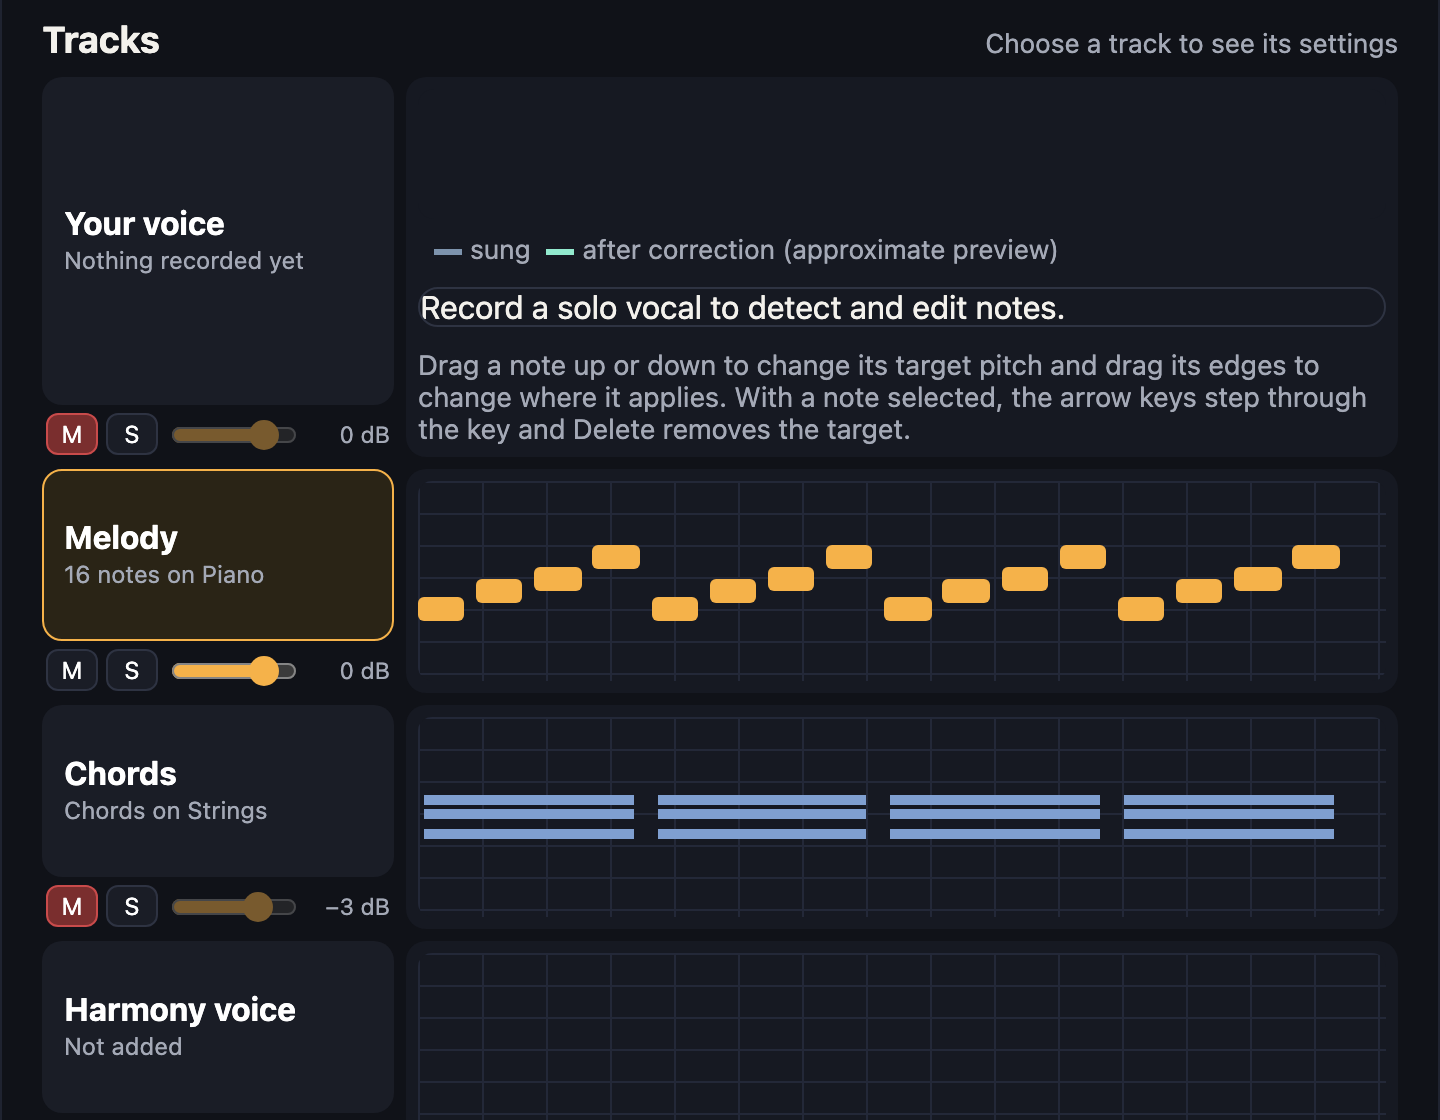 Tracks
Choose a track to see its settings
Your voice
Nothing recorded yet
M S 0 dB
sung after correction (approximate preview)
Record a solo vocal to detect and edit notes.
Drag a note up or down to change its target pitch and drag its edges to
change where it applies. With a note selected, the arrow keys step through
the key and Delete removes the target.
Melody
16 notes on Piano
M S 0 dB
Chords
Chords on Strings
M S −3 dB
Harmony voice
Not added